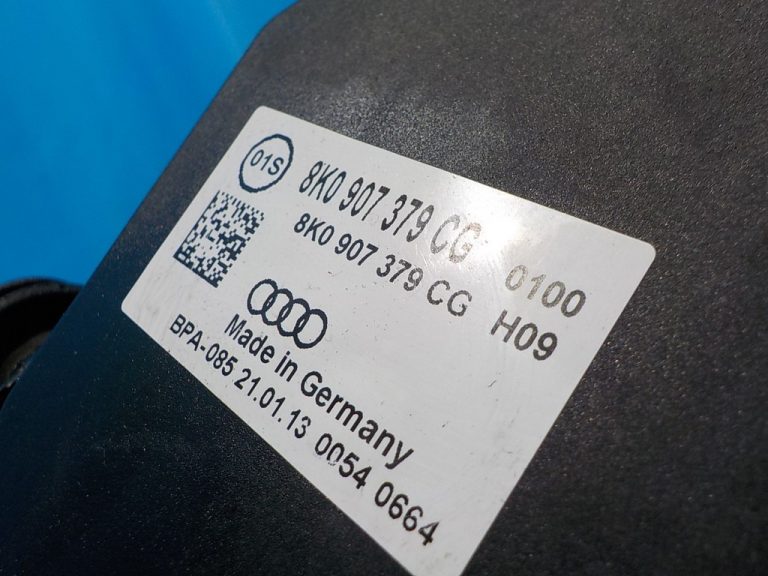 01S
8K0 907 379 CG
8K0 907 379 CG
0100
H09
Made in Germany
BPA-085 21.01.13 0054 0664